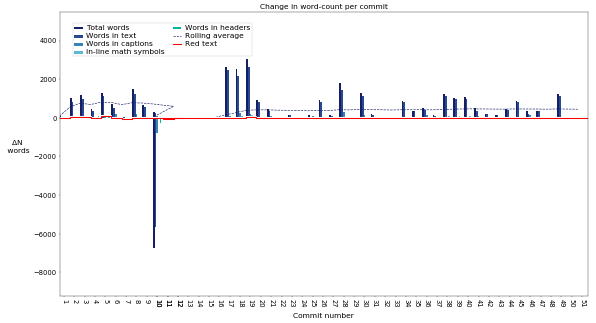 Change in word-count per commit
Total words
Words in text
Words in captions
in-line math symbols
Words in headers
Rolling average
Red text
4000
2000
0
−2000
−4000
−6000
−8000
ΔN
words
1 2 3 4 5 6 7 8 9 10 11 12 13 14 15 16 17 18 19 20 21 22 23 24 25 26 27 28 29 30 31 32 33 34 35 36 37 38 39 40 41 42 43 44 45 46 47 48 49 50 51
Commit number